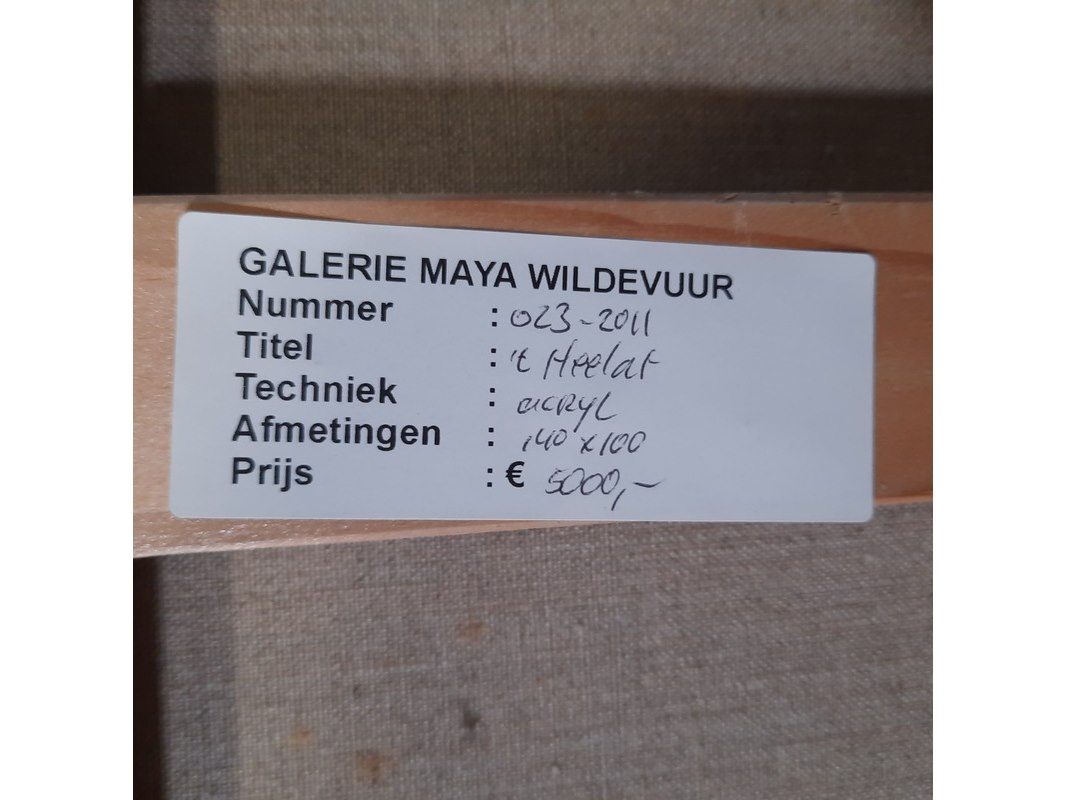 GALERIE MAYA WILDEVUUR
Nummer : 023-2011
Titel : 't Heelal
Techniek : acryl
Afmetingen : 140 x 100
Prijs : € 5000,-